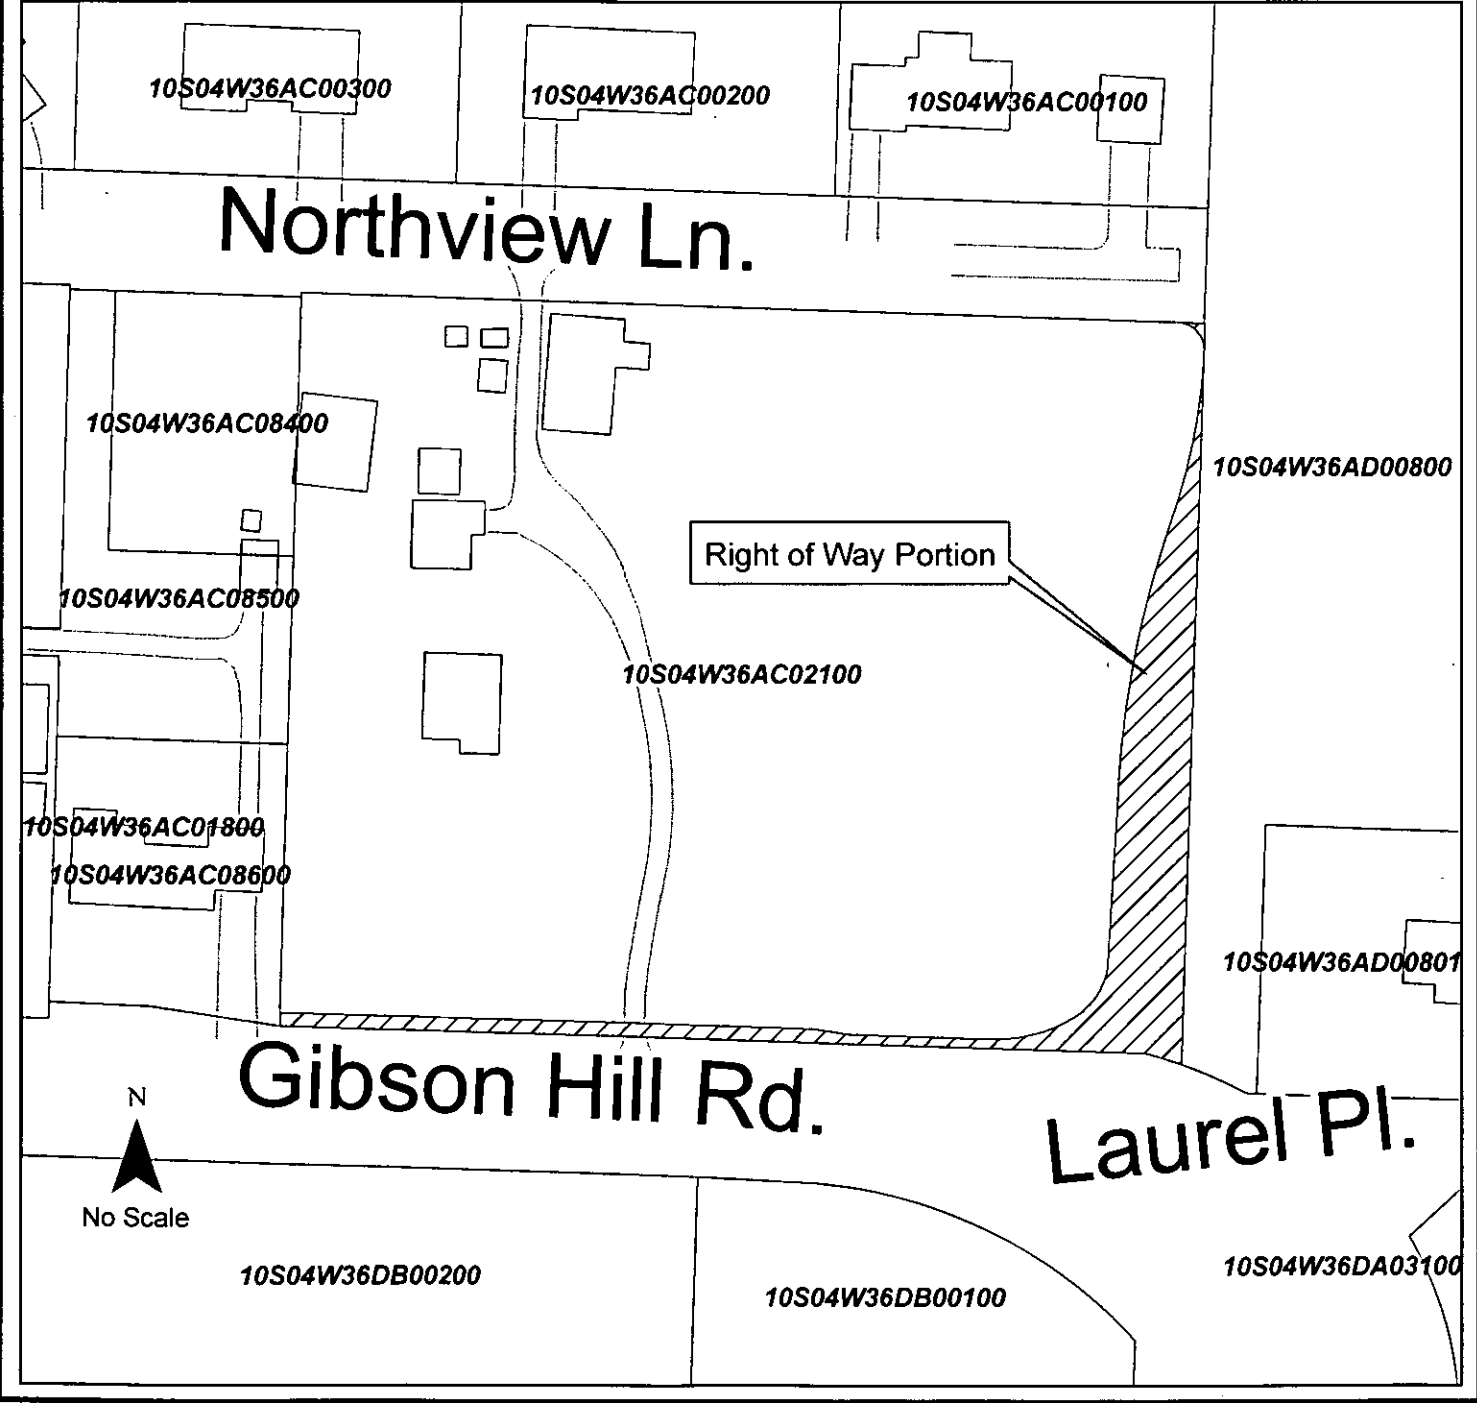 10S04W36AC00300
10S04W36AC00200
10S04W36AC00100
Northview Ln.
10S04W36AC08400
10S04W36AD00800
Right of Way Portion
10S04W36AC08500
10S04W36AC02100
10S04W36AC01800
10S04W36AC08600
10S04W36AD00801
Gibson Hill Rd.
Laurel Pl.
N
No Scale
10S04W36DB00200
10S04W36DB00100
10S04W36DA03100